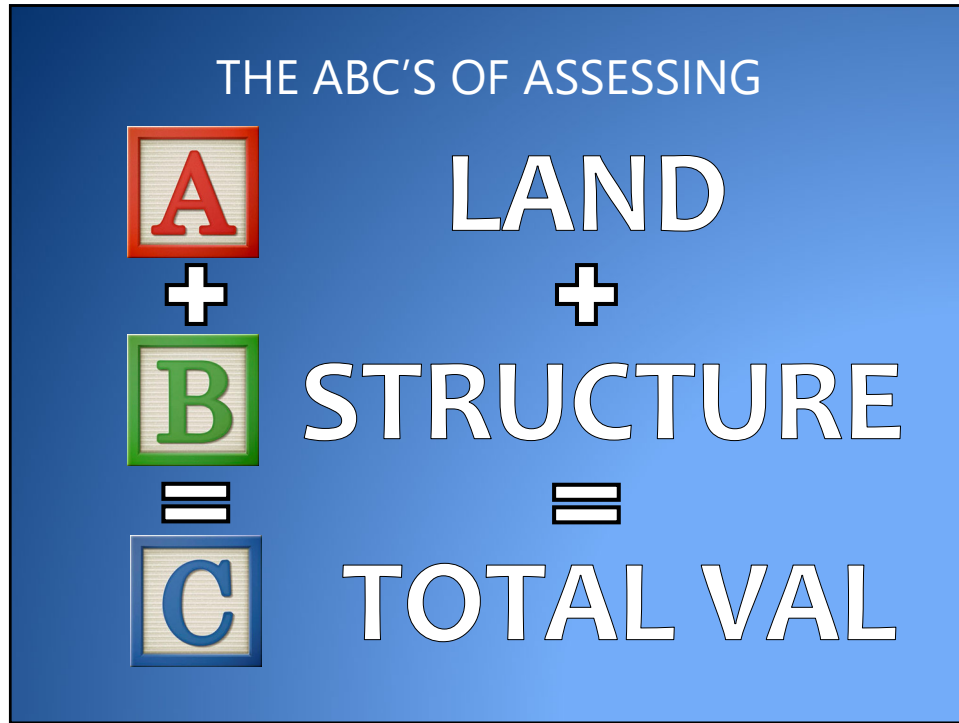 THE ABC’S OF ASSESSING
A LAND
+ +
B STRUCTURE
= =
C TOTAL VAL